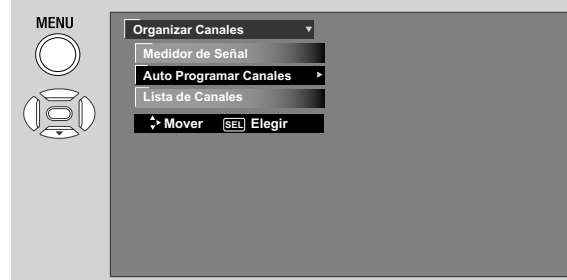 MENU
Organizar Canales
Medidor de Señal
Auto Programar Canales
Lista de Canales
Mover SEL Elegir